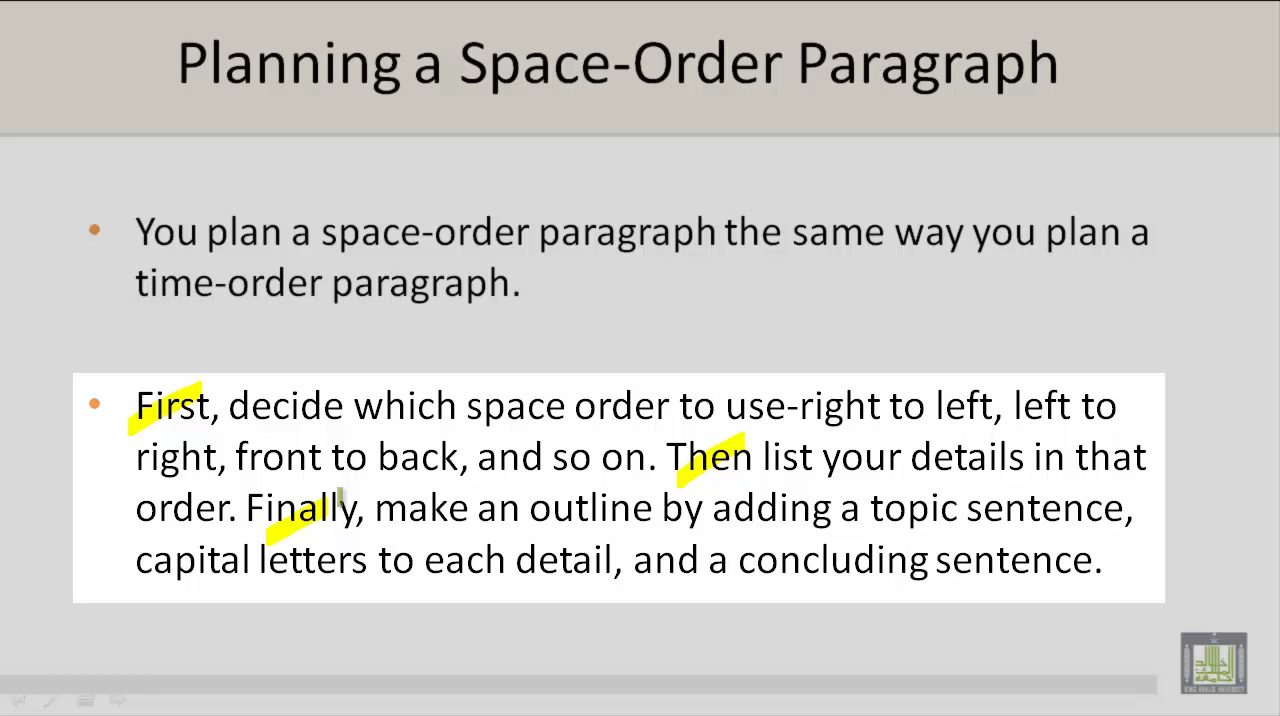 Planning a Space-Order Paragraph
• You plan a space-order paragraph the same way you plan a
time-order paragraph.
• First, decide which space order to use-right to left, left to
right, front to back, and so on. Then list your details in that
order. Finally, make an outline by adding a topic sentence,
capital letters to each detail, and a concluding sentence.
KING KHALID UNIVERSITY